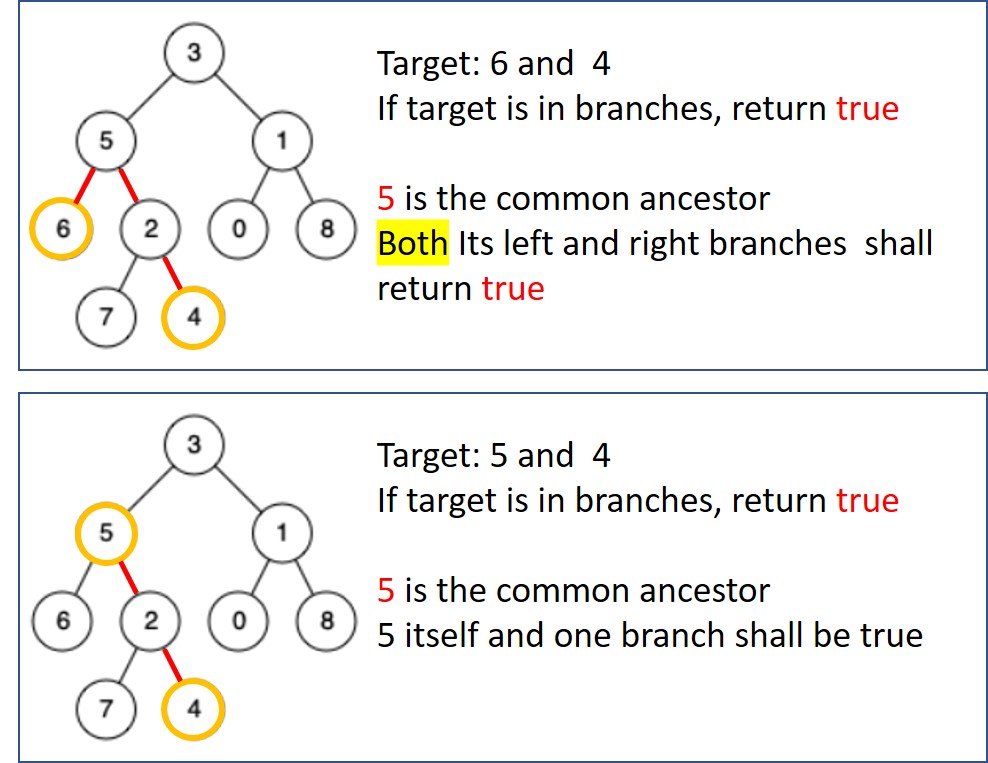 3
5
1
6
2
0
8
7
4
Target: 6 and 4
If target is in branches, return true
5 is the common ancestor
Both Its left and right branches shall
return true
3
5
1
6
2
0
8
7
4
Target: 5 and 4
If target is in branches, return true
5 is the common ancestor
5 itself and one branch shall be true